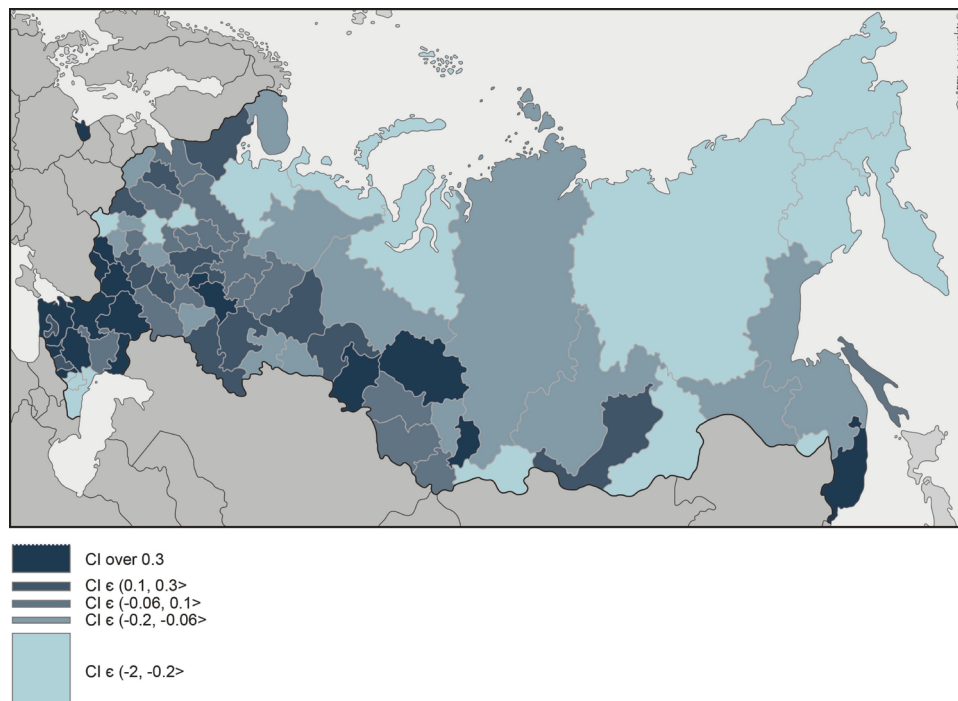 CI over 0.3
CI є (0.1, 0.3>
CI є (-0.06, 0.1>
CI є (-0.2, -0.06>
CI є (-2, -0.2>